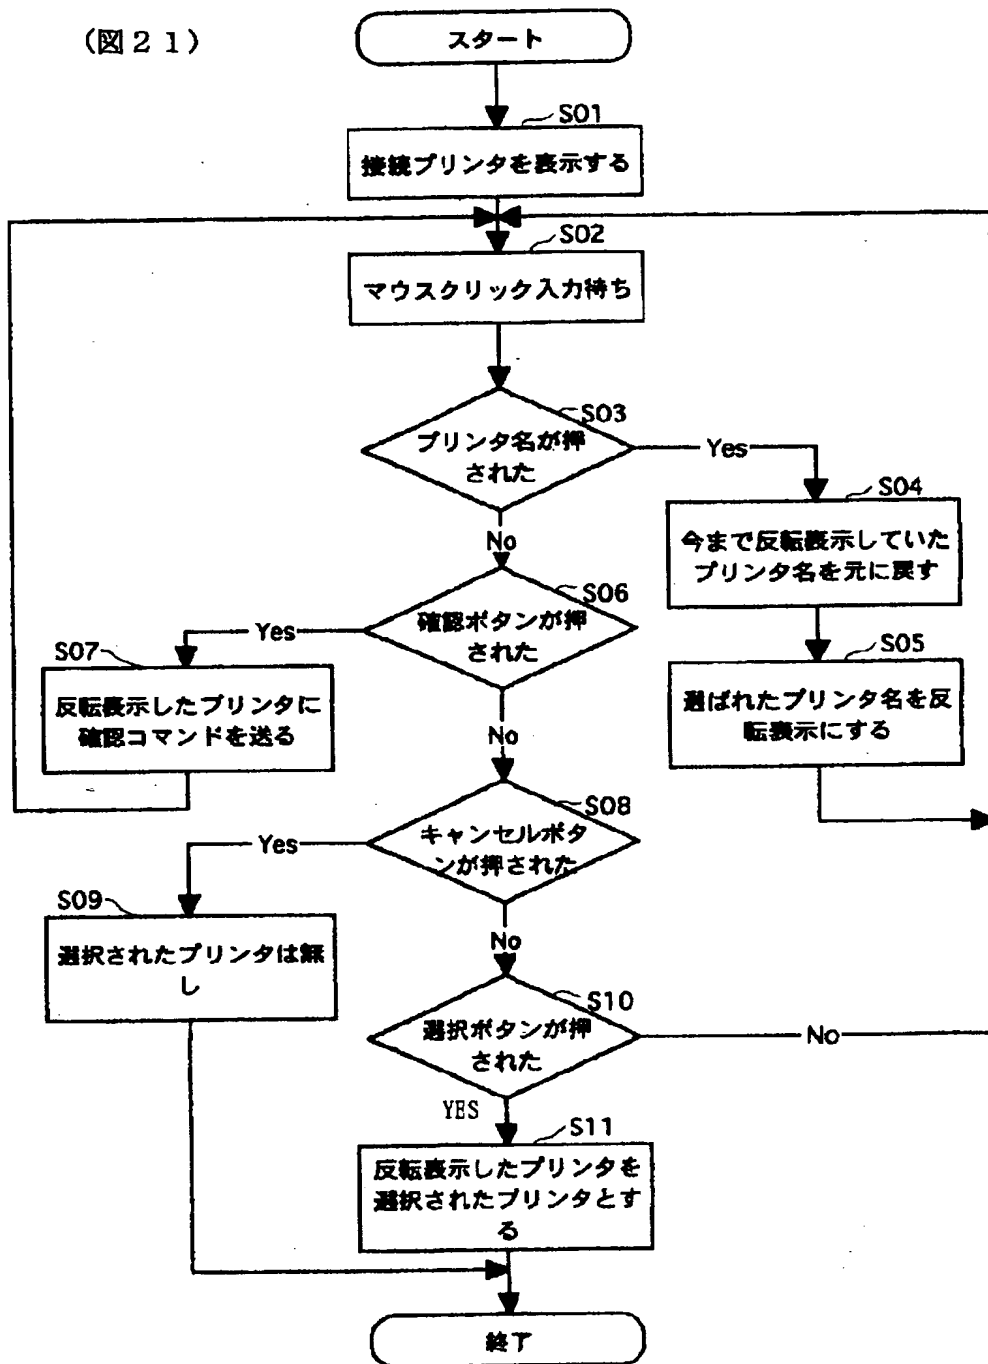 (図21)
スタート
S01
接続プリンタを表示する
S02
マウスクリック入力待ち
S03
プリンタ名が押
された
Yes
No
S04
今まで反転表示していた
プリンタ名を元に戻す
S05
選ばれたプリンタ名を反
転表示にする
S06
確認ボタンが押
された
Yes
No
S07
反転表示したプリンタに
確認コマンドを送る
S08
キャンセルボタ
ンが押された
Yes
No
S09
選択されたプリンタは無
し
S10
選択ボタンが押
された
No
YES
S11
反転表示したプリンタを
選択されたプリンタとす
る
終了